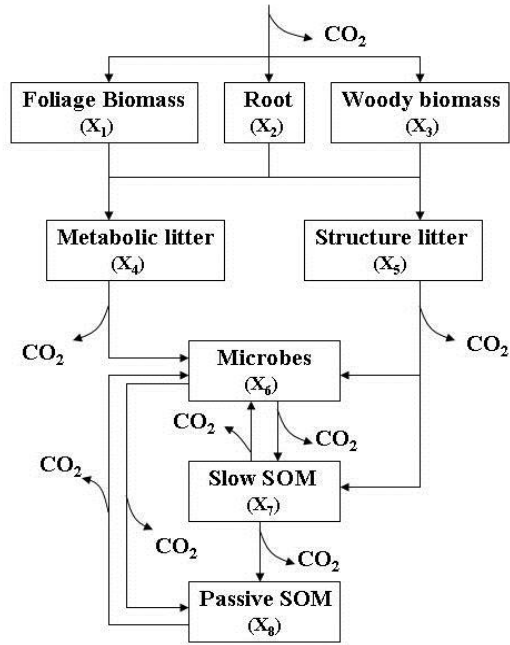 CO₂
Foliage Biomass
(X₁)
Root
(X₂)
Woody biomass
(X₃)
Metabolic litter
(X₄)
Structure litter
(X₅)
CO₂
CO₂
Microbes
(X₆)
CO₂
CO₂
CO₂
Slow SOM
(X₇)
CO₂
CO₂
Passive SOM
(X₈)